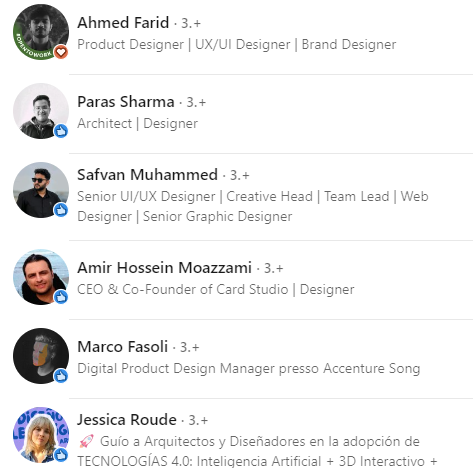 Ahmed Farid · 3.+
Product Designer | UX/UI Designer | Brand Designer
#OPENTOWORK
Paras Sharma · 3.+
Architect | Designer
Safvan Muhammed · 3.+
Senior UI/UX Designer | Creative Head | Team Lead | Web
Designer | Senior Graphic Designer
Amir Hossein Moazzami · 3.+
CEO & Co-Founder of Card Studio | Designer
Marco Fasoli · 3.+
Digital Product Design Manager presso Accenture Song
Jessica Roude · 3.+
🚀 Guío a Arquitectos y Diseñadores en la adopción de
TECNOLOGÍAS 4.0: Inteligencia Artificial + 3D Interactivo +